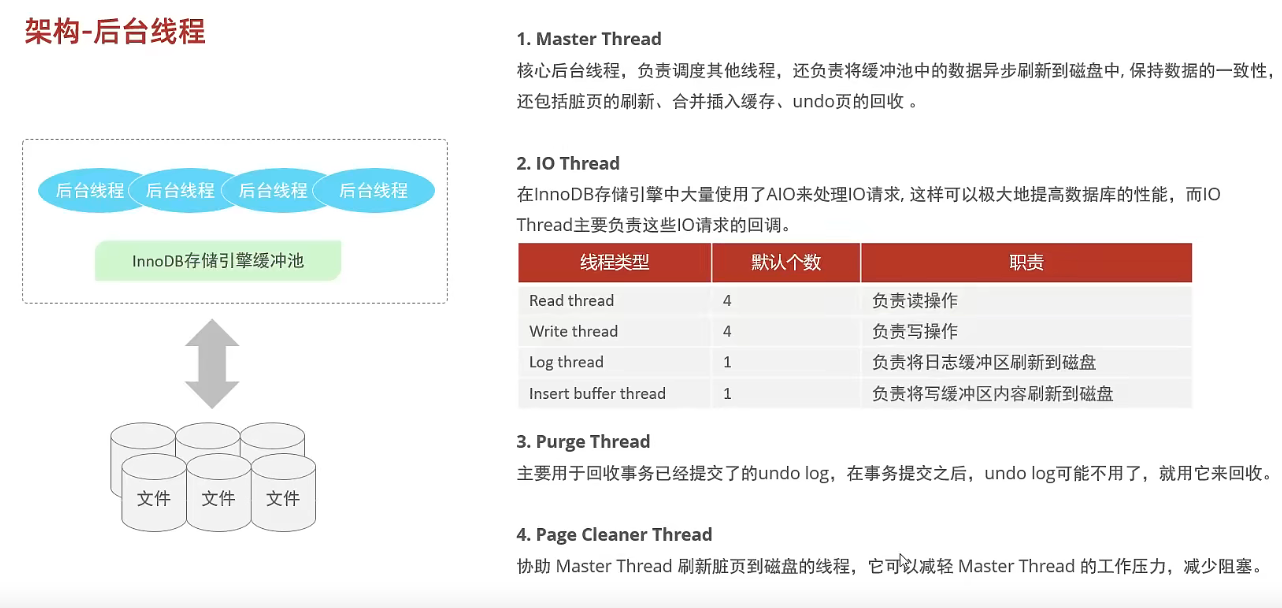 架构-后台线程
后台线程 后台线程 后台线程 后台线程
InnoDB存储引擎缓冲池
文件 文件 文件
1. Master Thread
核心后台线程，负责调度其他线程，还负责将缓冲池中的数据异步刷新到磁盘中, 保持数据的一致性，
还包括脏页的刷新、合并插入缓存、undo页的回收 。
2. IO Thread
在InnoDB存储引擎中大量使用了AIO来处理IO请求, 这样可以极大地提高数据库的性能，而IO
Thread主要负责这些IO请求的回调。
线程类型 默认个数 职责
Read thread 4 负责读操作
Write thread 4 负责写操作
Log thread 1 负责将日志缓冲区刷新到磁盘
Insert buffer thread 1 负责将写缓冲区内容刷新到磁盘
3. Purge Thread
主要用于回收事务已经提交了的undo log，在事务提交之后，undo log可能不用了，就用它来回收。
4. Page Cleaner Thread
协助 Master Thread 刷新脏页到磁盘的线程，它可以减轻 Master Thread 的工作压力，减少阻塞。